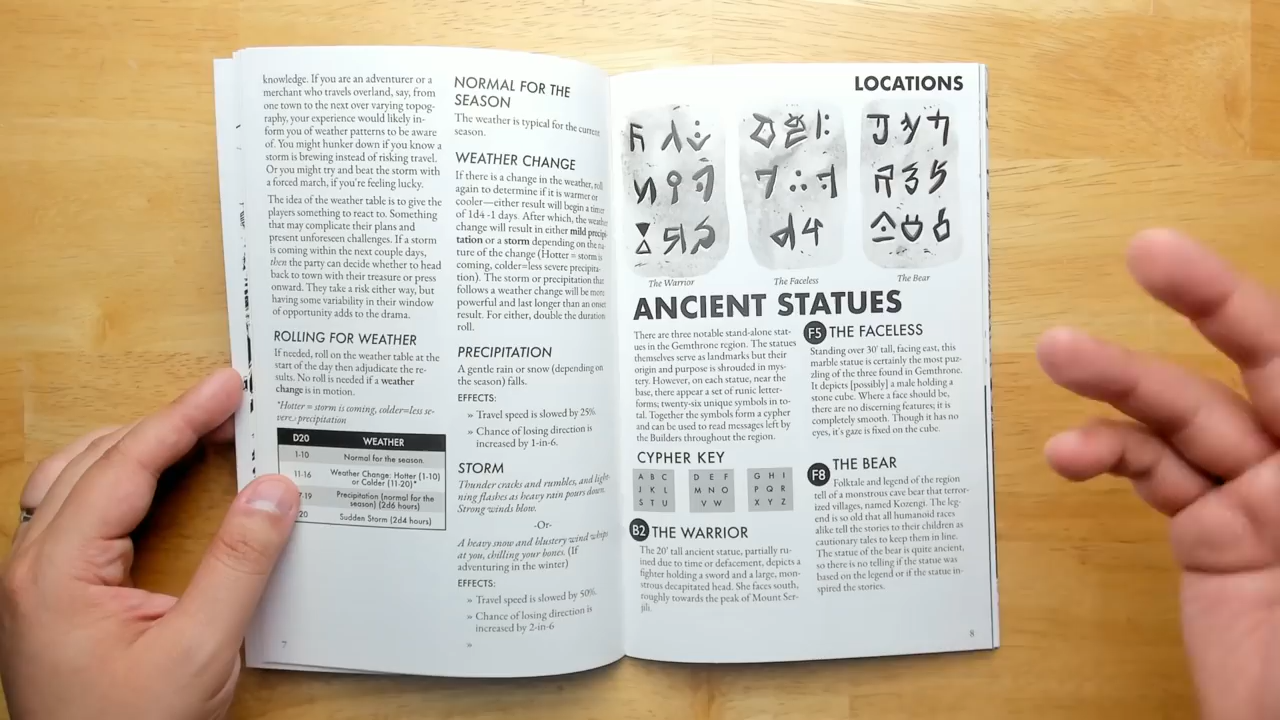 knowledge. If you are an adventurer or a
merchant who travels overland, say, from
one town to the next over varying topog-
raphy, your experience would likely in-
form you of weather patterns to be aware
of. You might hunker down if you know a
storm is brewing instead of risking travel.
Or you might try and beat the storm with
a forced march, if you're feeling lucky.
The idea of the weather table is to give the
players something to react to. Something
that may complicate their plans and
present unforeseen challenges. If a storm
is coming within the next couple days,
then the party can decide whether to head
back to town with their treasure or press
onward. They take a risk either way, but
having some variability in their window
of opportunity adds to the drama.
ROLLING FOR WEATHER
If needed, roll on the weather table at the
start of the day then adjudicate the re-
sults. No roll is needed if a weather
change is in motion.
*Hotter = storm is coming, colder=less se-
vere precipitation
D20 WEATHER
1-10 Normal for the season.
11-16 Weather Change: Hotter (1-10)
or Colder (11-20)*
7-19 Precipitation (normal for the
season) (2d6 hours)
20 Sudden Storm (2d4 hours)
7
NORMAL FOR THE
SEASON
The weather is typical for the current
season.
WEATHER CHANGE
If there is a change in the weather, roll
again to determine if it is warmer or
cooler—either result will begin a timer
of 1d4-1 days. After which, the weather
change will result in either mild precipi-
tation or a storm depending on the na-
ture of the change (Hotter = storm is
coming, colder=less severe precipita-
tion). The storm or precipitation that
follows a weather change will be more
powerful and last longer than an onset
result. For either, double the duration
roll.
PRECIPITATION
A gentle rain or snow (depending on
the season) falls.
EFFECTS:
» Travel speed is slowed by 25%.
» Chance of losing direction is
increased by 1-in-6.
STORM
Thunder cracks and rumbles, and light-
ning flashes as heavy rain pours down.
Strong winds blow.
-Or-
A heavy snow and blustery wind whips
at you, chilling your bones. (If
adventuring in the winter)
EFFECTS:
» Travel speed is slowed by 50%.
» Chance of losing direction is
increased by 2-in-6
»
LOCATIONS
The Warrior The Faceless The Bear
ANCIENT STATUES
There are three notable stand-alone stat-
ues in the Gemthrone region. The statues
themselves serve as landmarks but their
origin and purpose is shrouded in mys-
tery. However, on each statue, near the
base, there appear a set of runic letter-
forms; twenty-six unique symbols in to-
tal. Together the symbols form a cypher
and can be used to read messages left by
the Builders throughout the region.
CYPHER KEY
A B C D E F G H I
J K L M N O P Q R
S T U V W X Y Z
B2 THE WARRIOR
The 20' tall ancient statue, partially ru-
ined due to time or defacement, depicts a
fighter holding a sword and a large, mon-
strous decapitated head. She faces south,
roughly towards the peak of Mount Ser-
jili.
F5 THE FACELESS
Standing over 30' tall, facing east, this
marble statue is certainly the most puz-
zling of the three found in Gemthrone.
It depicts [possibly] a male holding a
stone cube. Where a face should be,
there are no discerning features; it is
completely smooth. Though it has no
eyes, it's gaze is fixed on the cube.
F8 THE BEAR
Folktale and legend of the region
tell of a monstrous cave bear that terror-
ized villages, named Kozengi. The leg-
end is so old that all humanoid races
alike tell the stories to their children as
cautionary tales to keep them in line.
The statue of the bear is quite ancient,
so there is no telling if the statue was
based on the legend or if the statue in-
spired the stories.
8